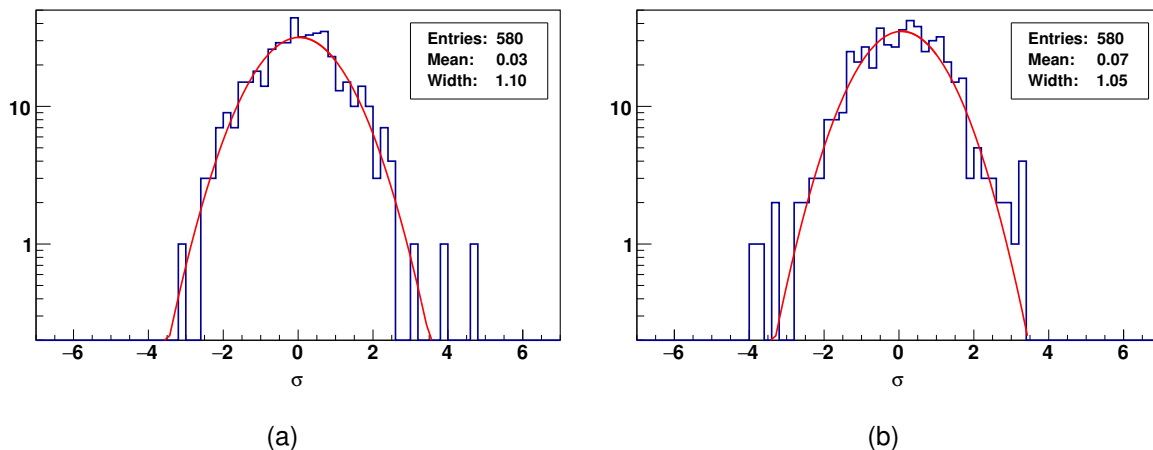 Entries: 580
Mean: 0.03
Width: 1.10
10
1
−6 −4 −2 0 2 4 6
σ
(a)
Entries: 580
Mean: 0.07
Width: 1.05
10
1
−6 −4 −2 0 2 4 6
σ
(b)